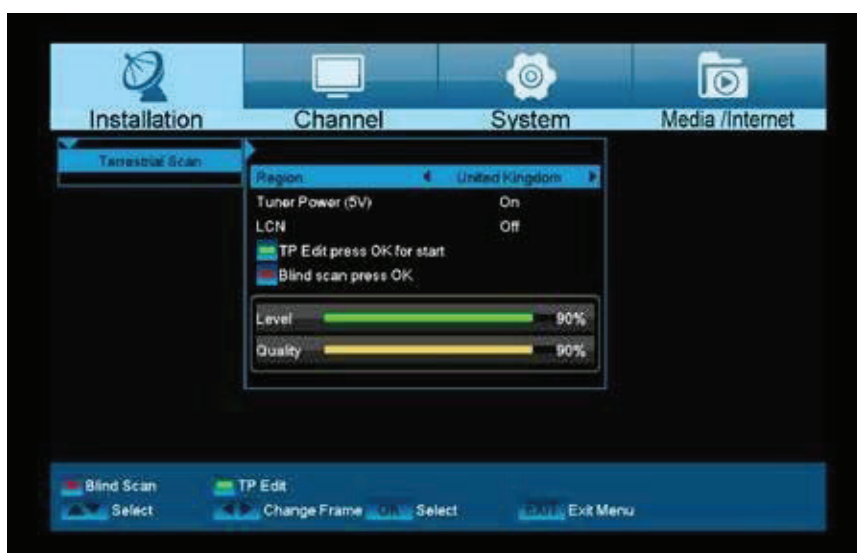 Installation Channel System Media /Internet
Terrestrial Scan
Region United Kingdom
Tuner Power (5V) On
LCN Off
TP Edit press OK for start
Blind scan press OK
Level 90%
Quality 90%
Blind Scan TP Edit
Select Change Frame OK Select EXIT Exit Menu